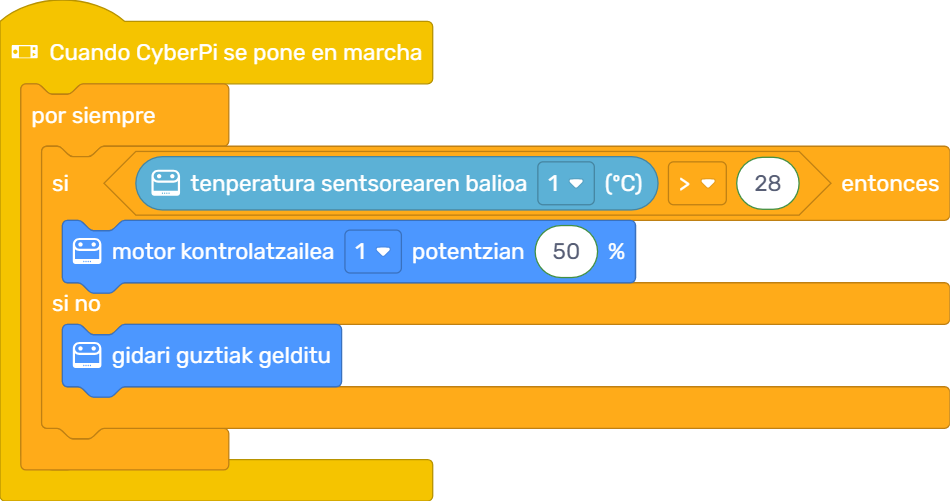 Cuando CyberPi se pone en marcha
por siempre
si tenperatura sentsorearen balioa 1 (°C) > 28 entonces
motor kontrolatzailea 1 potentzian 50 %
si no
gidari guztiak gelditu